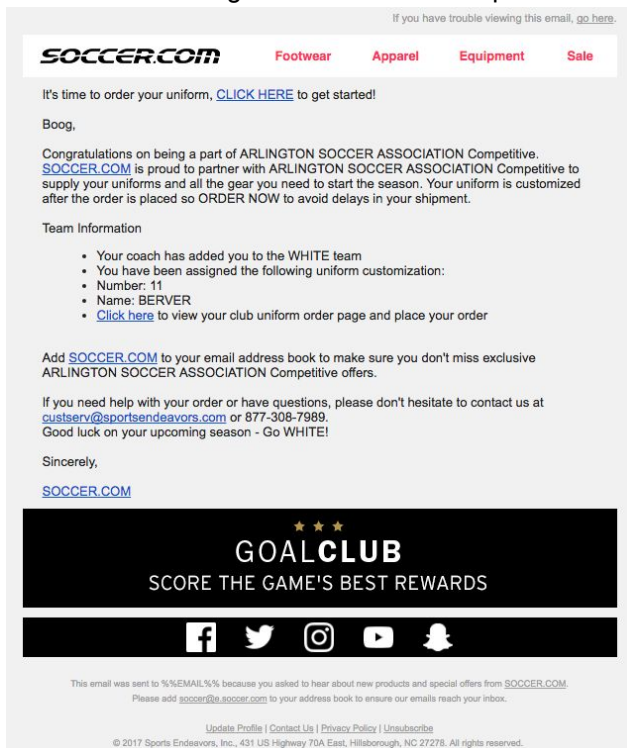 If you have trouble viewing this email, go here.
SOCCER.COM Footwear Apparel Equipment Sale
It's time to order your uniform, CLICK HERE to get started!
Boog,
Congratulations on being a part of ARLINGTON SOCCER ASSOCIATION Competitive.
SOCCER.COM is proud to partner with ARLINGTON SOCCER ASSOCIATION Competitive to
supply your uniforms and all the gear you need to start the season. Your uniform is customized
after the order is placed so ORDER NOW to avoid delays in your shipment.
Team Information
• Your coach has added you to the WHITE team
• You have been assigned the following uniform customization:
• Number: 11
• Name: BERVER
• Click here to view your club uniform order page and place your order
Add SOCCER.COM to your email address book to make sure you don't miss exclusive
ARLINGTON SOCCER ASSOCIATION Competitive offers.
If you need help with your order or have questions, please don't hesitate to contact us at
custserv@sportsendeavors.com or 877-308-7989.
Good luck on your upcoming season - Go WHITE!
Sincerely,
SOCCER.COM
GOALCLUB
SCORE THE GAME'S BEST REWARDS
This email was sent to %%EMAIL%% because you asked to hear about new products and special offers from SOCCER.COM.
Please add soccer@e.soccer.com to your address book to ensure our emails reach your inbox.
Update Profile | Contact Us | Privacy Policy | Unsubscribe
© 2017 Sports Endeavors, Inc., 431 US Highway 70A East, Hillsborough, NC 27278. All rights reserved.